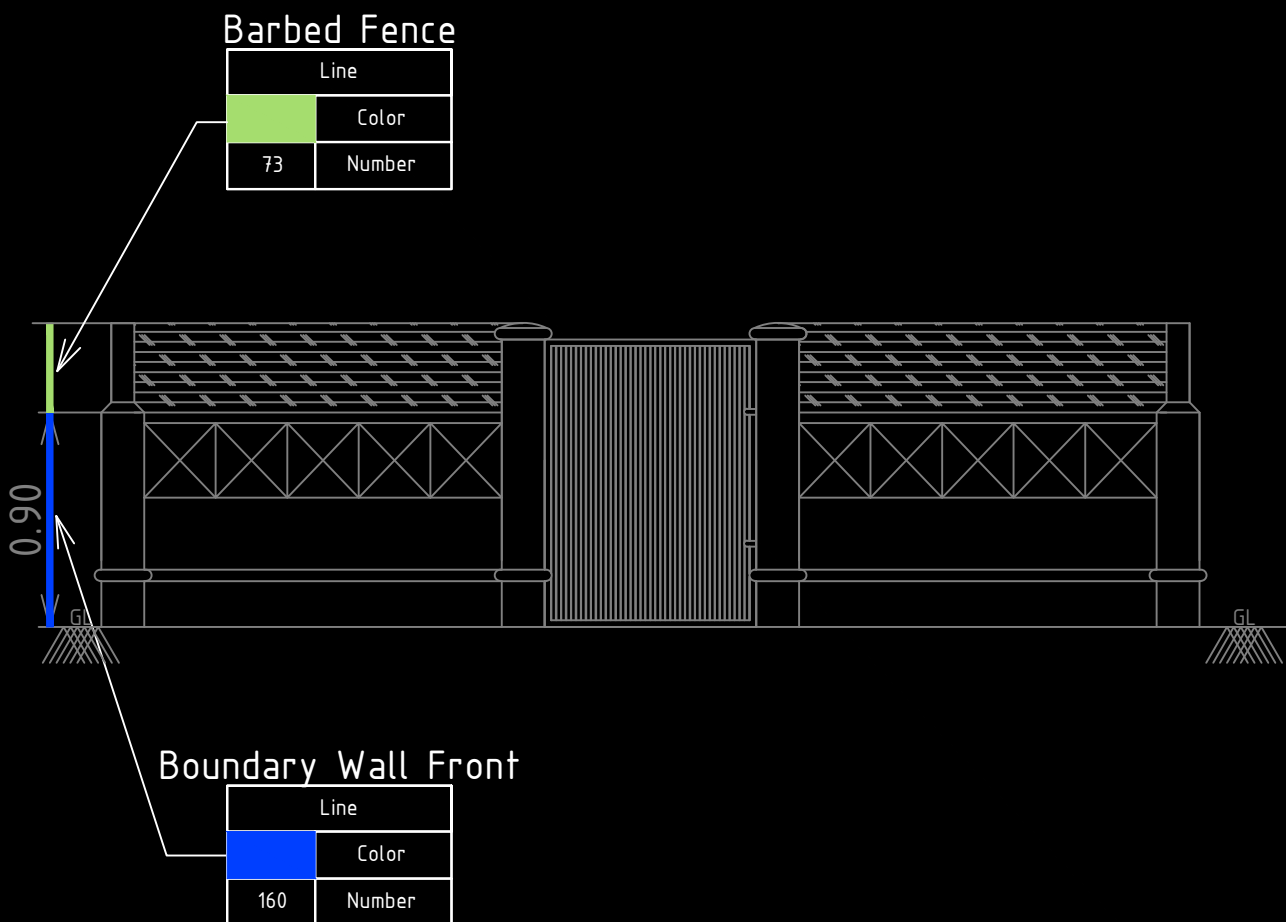 Barbed Fence
Line
Color
73 Number
0.90
GL GL
Boundary Wall Front
Line
Color
160 Number